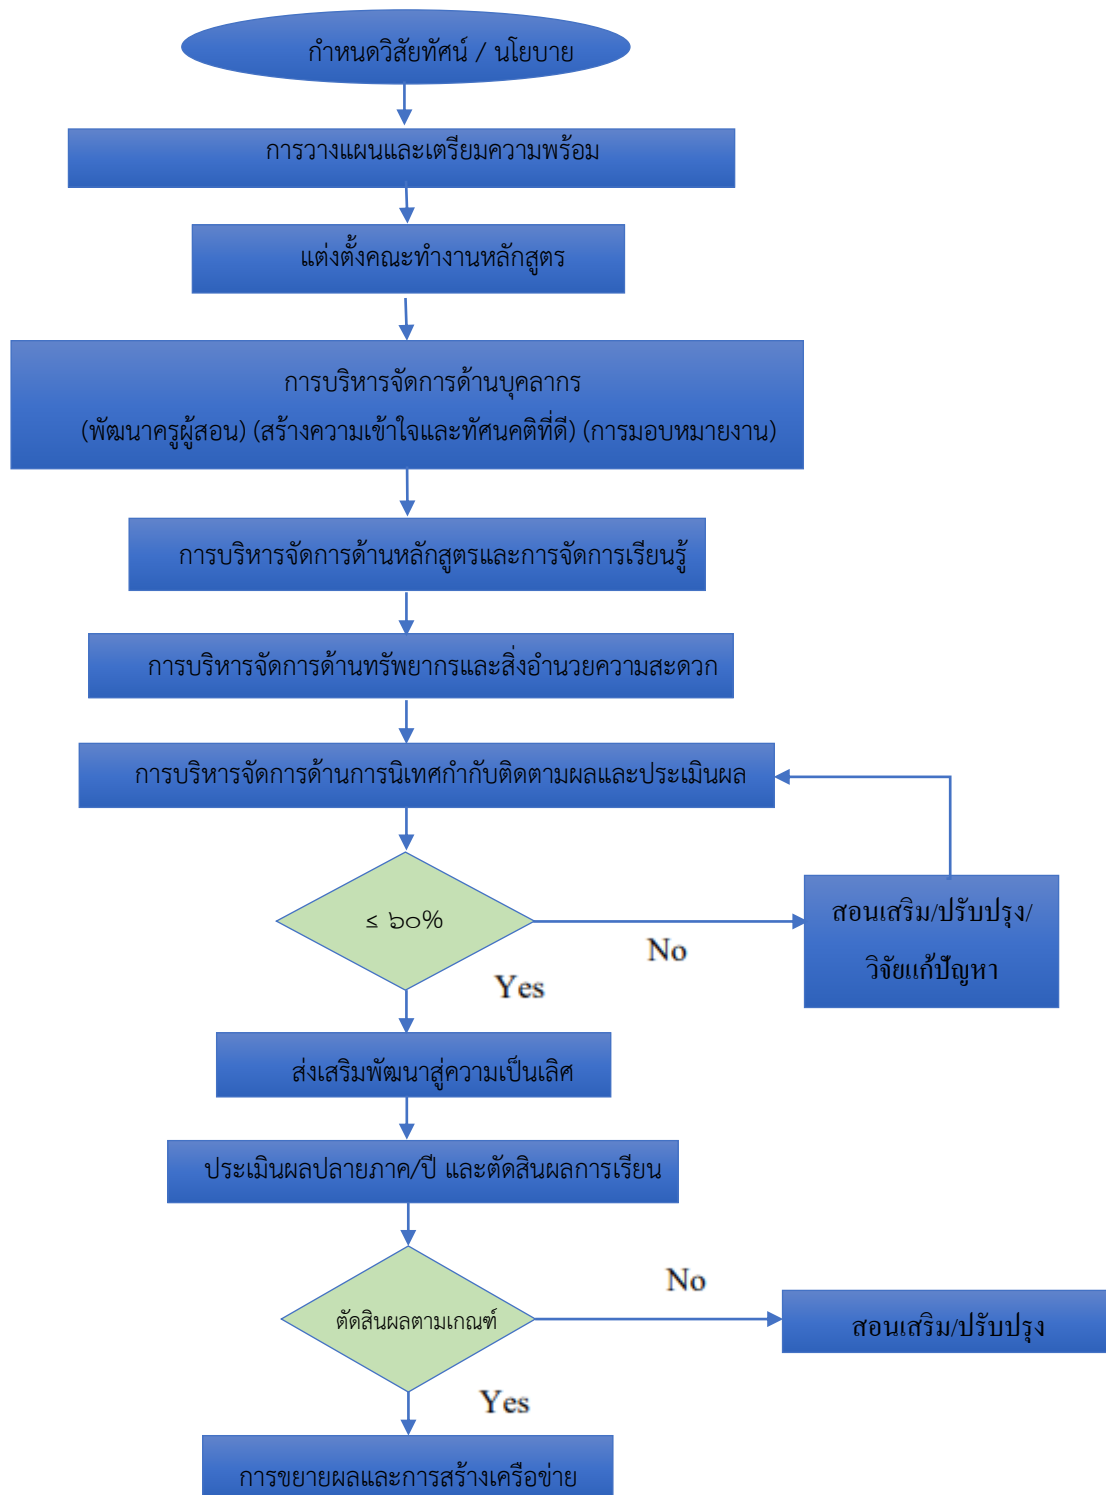 กำหนดวิสัยทัศน์ / นโยบาย
การวางแผนและเตรียมความพร้อม
แต่งตั้งคณะทำงานหลักสูตร
การบริหารจัดการด้านบุคลากร
(พัฒนาครูผู้สอน) (สร้างความเข้าใจและทัศนคติที่ดี) (การมอบหมายงาน)
การบริหารจัดการด้านหลักสูตรและการจัดการเรียนรู้
การบริหารจัดการด้านทรัพยากรและสิ่งอำนวยความสะดวก
การบริหารจัดการด้านการนิเทศกำกับติดตามผลและประเมินผล
≤ ๖๐%
No
สอนเสริม/ปรับปรุง/
วิจัยแก้ปัญหา
Yes
ส่งเสริมพัฒนาสู่ความเป็นเลิศ
ประเมินผลปลายภาค/ปี และตัดสินผลการเรียน
ตัดสินผลตามเกณฑ์
No
สอนเสริม/ปรับปรุง
Yes
การขยายผลและการสร้างเครือข่าย